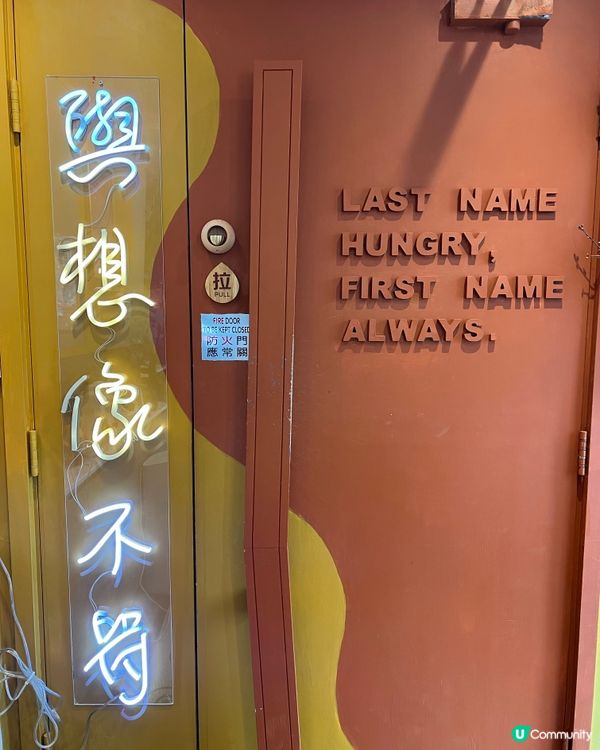 與想像不符
拉
PULL
FIRE DOOR
TO BE KEPT CLOSED
防火門
應常關
LAST NAME
HUNGRY,
FIRST NAME
ALWAYS.
U Community